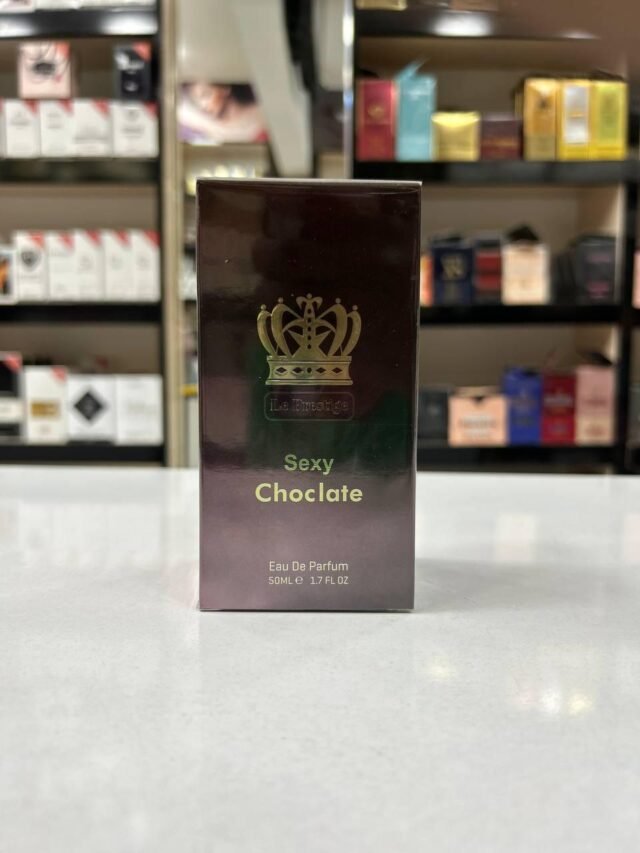 Le Prestige
Sexy
Choclate
Eau De Parfum
50ML ℮ 1.7 FL OZ